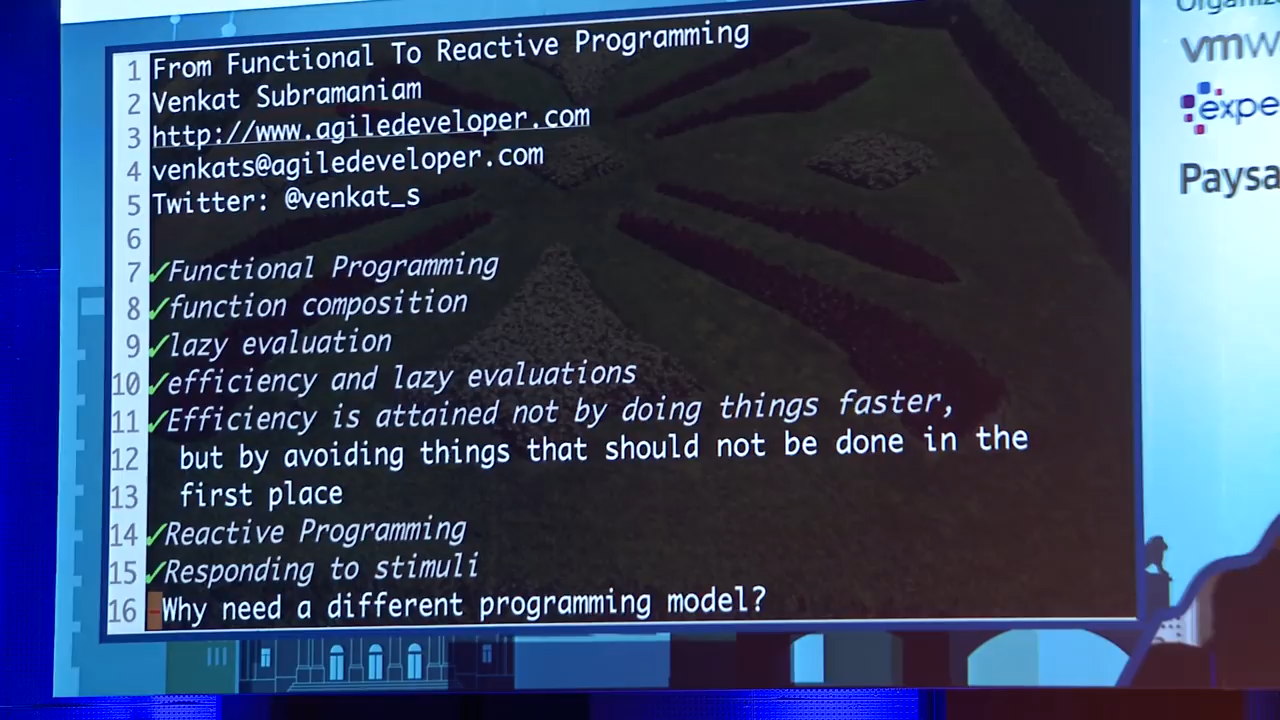 1 From Functional To Reactive Programming
2 Venkat Subramaniam
3 http://www.agiledeveloper.com
4 venkats@agiledeveloper.com
5 Twitter: @venkat_s
6
7 ✓Functional Programming
8 ✓function composition
9 ✓lazy evaluation
10 ✓efficiency and lazy evaluations
11 ✓Efficiency is attained not by doing things faster,
12 but by avoiding things that should not be done in the
13 first place
14 ✓Reactive Programming
15 ✓Responding to stimuli
16 -Why need a different programming model?
vmw
expe
Paysa